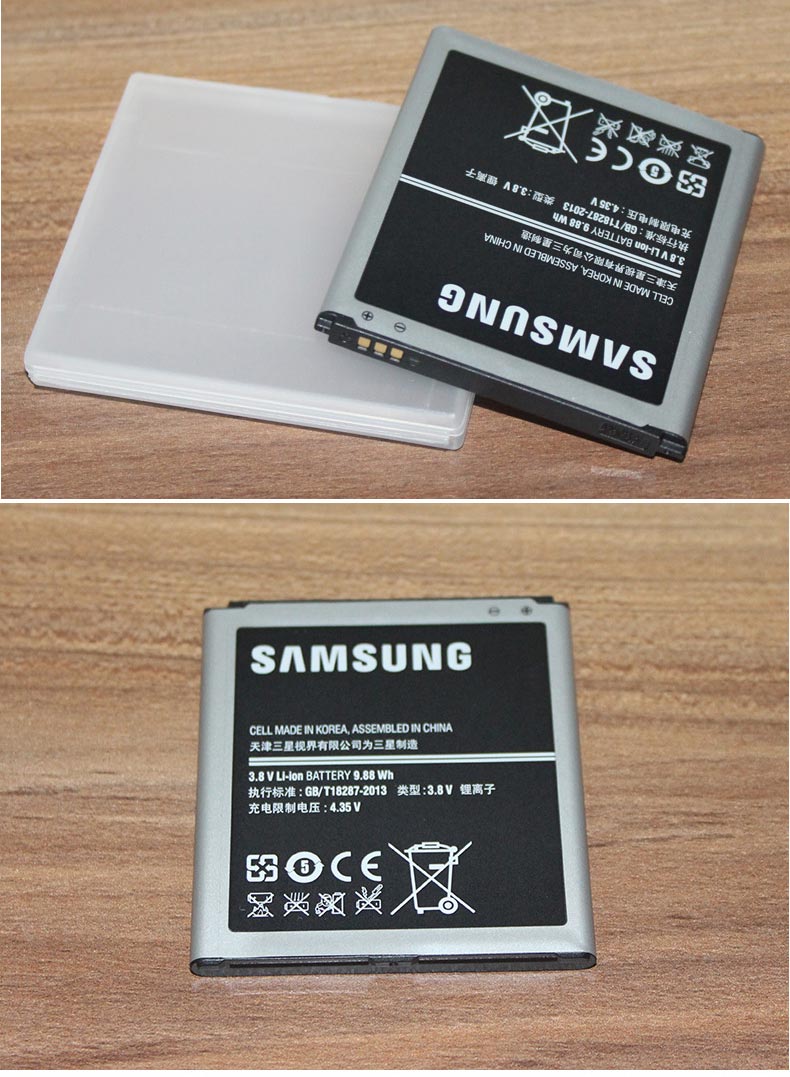 SAMSUNG
CELL MADE IN KOREA, ASSEMBLED IN CHINA
天津三星视界有限公司为三星制造
3.8 V Li-ion BATTERY 9.88 Wh
执行标准 : GB/T18287-2013 类型 : 3.8 V 锂离子
充电限制电压 : 4.35 V
5
CE
SAMSUNG
SAMSUNG
CELL MADE IN KOREA, ASSEMBLED IN CHINA
天津三星视界有限公司为三星制造
3.8 V Li-ion BATTERY 9.88 Wh
执行标准 : GB/T18287-2013 类型 : 3.8 V 锂离子
充电限制电压 : 4.35 V
5
CE